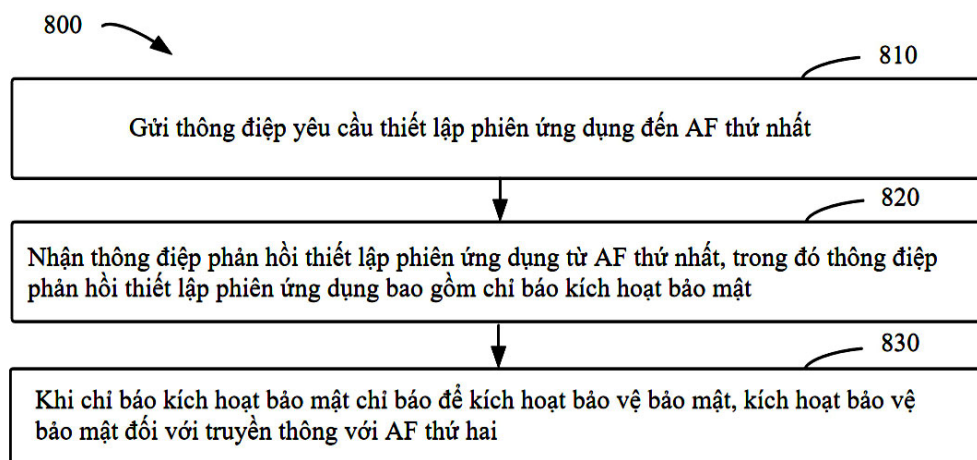 800
810
Gửi thông điệp yêu cầu thiết lập phiên ứng dụng đến AF thứ nhất
820
Nhận thông điệp phản hồi thiết lập phiên ứng dụng từ AF thứ nhất, trong đó thông điệp
phản hồi thiết lập phiên ứng dụng bao gồm chỉ báo kích hoạt bảo mật
830
Khi chỉ báo kích hoạt bảo mật chỉ báo để kích hoạt bảo vệ bảo mật, kích hoạt bảo vệ
bảo mật đối với truyền thông với AF thứ hai